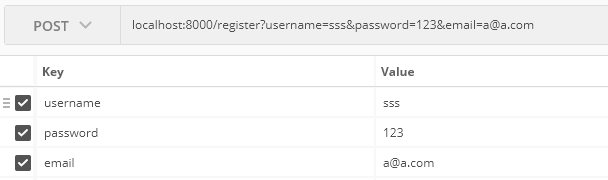 POST localhost:8000/register?username=sss&password=123&email=a@a.com
Key Value
username sss
password 123
email a@a.com